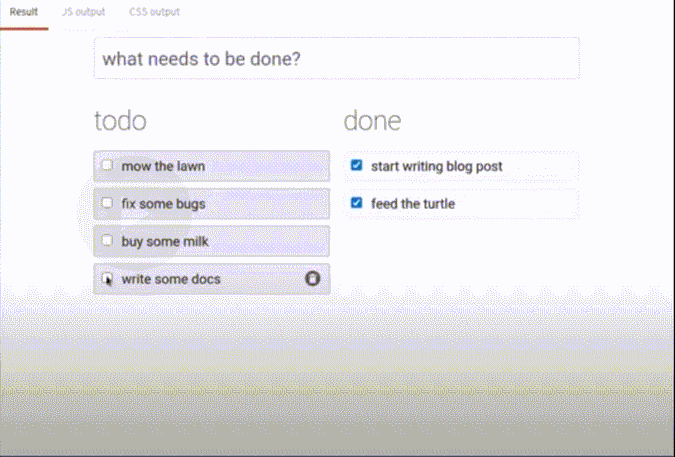 Result JS output CSS output
what needs to be done?
todo
mow the lawn
fix some bugs
buy some milk
write some docs
done
start writing blog post
feed the turtle